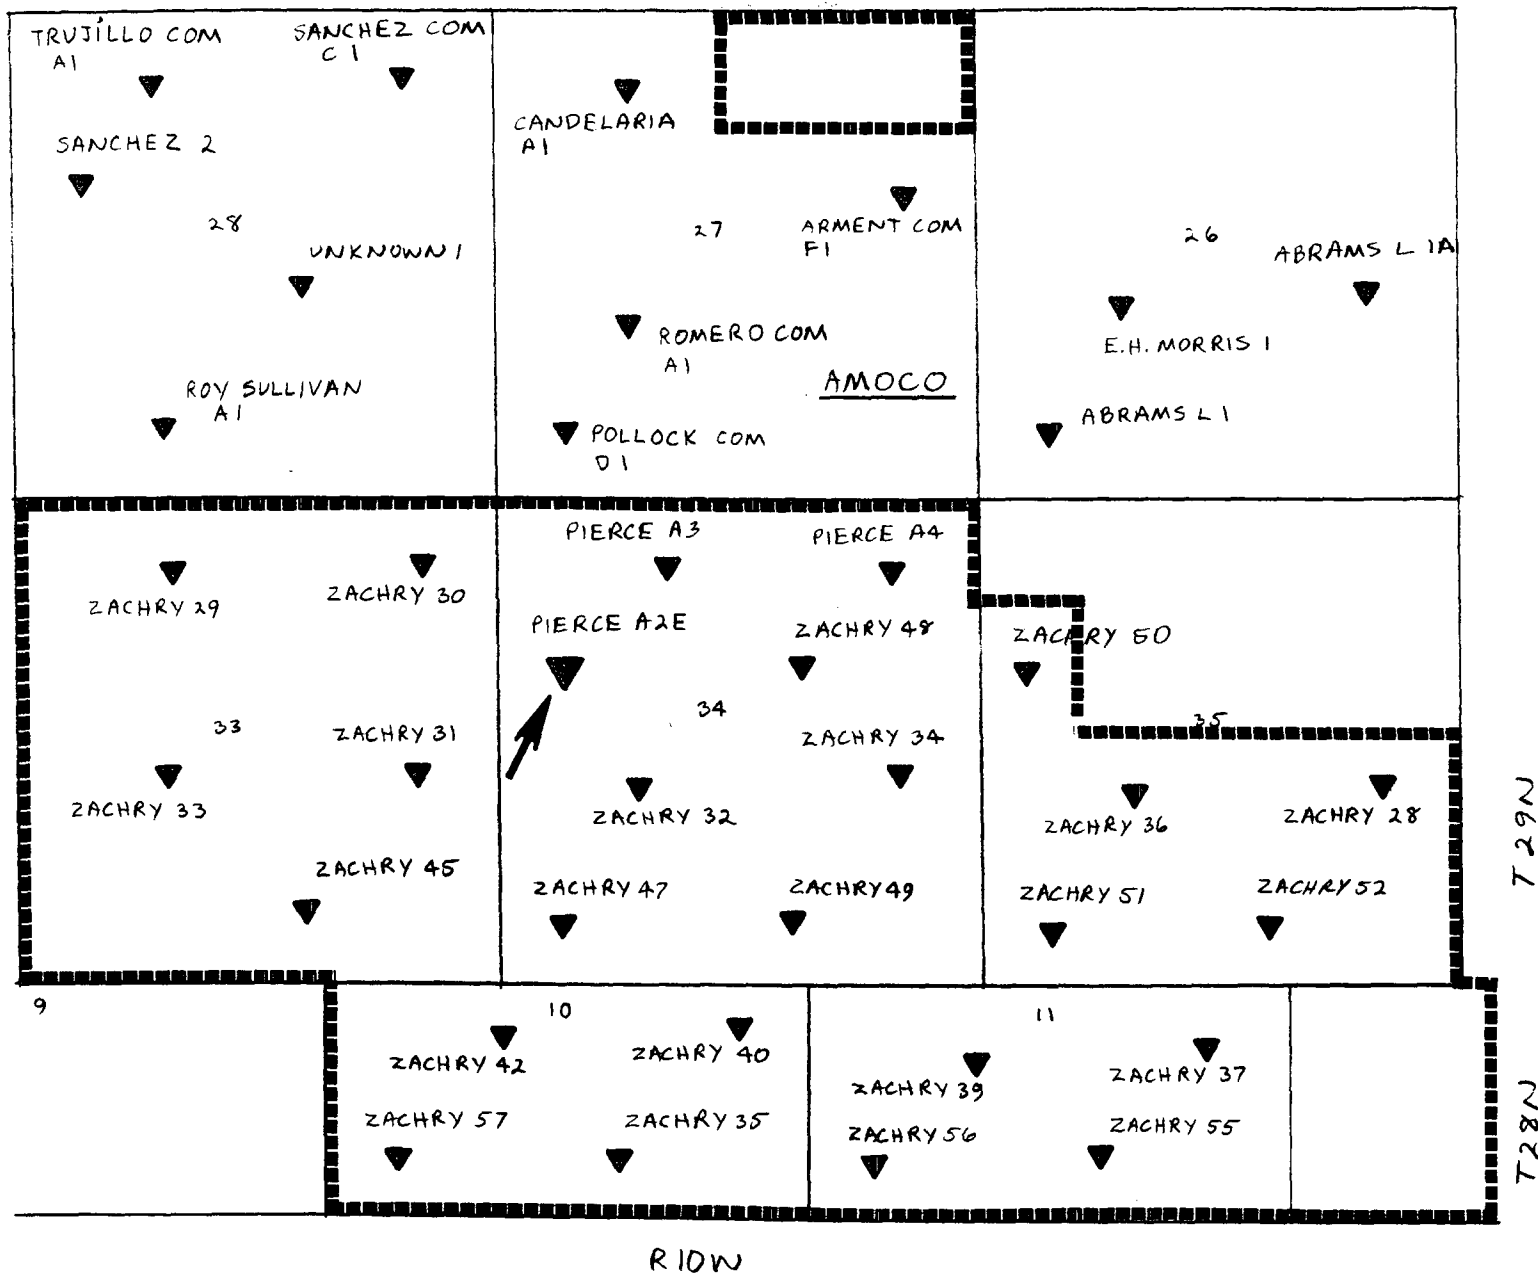 TRUJILLO COM
A1
SANCHEZ COM
C 1
SANCHEZ 2
28
UNKNOWN 1
ROY SULLIVAN
A1
CANDELARIA
A1
27
ARMENT COM
F1
ROMERO COM
A1
AMOCO
POLLOCK COM
D1
26
ABRAMS L 1A
E.H. MORRIS 1
ABRAMS L 1
ZACHRY 29
ZACHRY 30
33
ZACHRY 31
ZACHRY 33
ZACHRY 45
PIERCE A3
PIERCE A4
PIERCE A2E
ZACHRY 48
34
ZACHRY 34
ZACHRY 32
ZACHRY 47
ZACHRY 49
ZACHRY 50
35
ZACHRY 36
ZACHRY 28
ZACHRY 51
ZACHRY 52
T29N
9
10
ZACHRY 42
ZACHRY 40
ZACHRY 57
ZACHRY 35
11
ZACHRY 39
ZACHRY 37
ZACHRY 56
ZACHRY 55
T28N
R10W